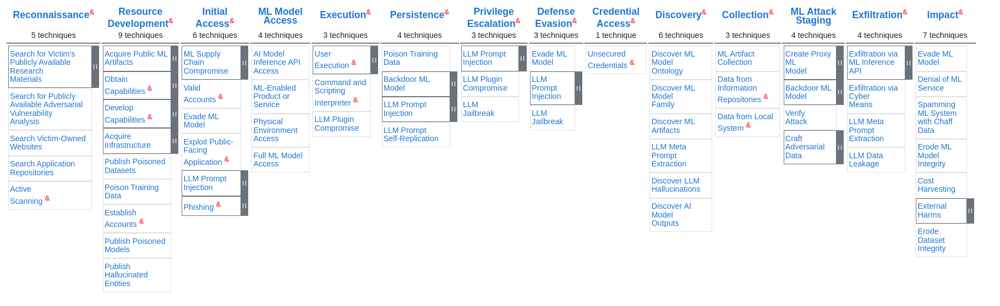 Reconnaissance&
5 techniques
Search for Victim's
Publicly Available
Research
Materials
Search for Publicly
Available Adversarial
Vulnerability
Analysis
Search Victim-Owned
Websites
Search Application
Repositories
Active
Scanning &
Resource
Development&
9 techniques
Acquire Public ML
Artifacts
Obtain
Capabilities &
Develop
Capabilities &
Acquire
Infrastructure
Publish Poisoned
Datasets
Poison Training
Data
Establish
Accounts &
Publish Poisoned
Models
Publish
Hallucinated
Entities
Initial
Access&
6 techniques
ML Supply
Chain
Compromise
Valid
Accounts &
Evade ML
Model
Exploit Public-
Facing
Application &
LLM Prompt
Injection
Phishing &
ML Model
Access
4 techniques
AI Model
Inference API
Access
ML-Enabled
Product or
Service
Physical
Environment
Access
Full ML Model
Access
Execution&
3 techniques
User
Execution &
Command and
Scripting
Interpreter &
LLM Plugin
Compromise
Persistence&
4 techniques
Poison Training
Data
Backdoor ML
Model
LLM Prompt
Injection
LLM Prompt
Self-Replication
Privilege
Escalation&
3 techniques
LLM Prompt
Injection
LLM Plugin
Compromise
LLM
Jailbreak
Defense
Evasion&
3 techniques
Evade ML
Model
LLM
Prompt
Injection
LLM
Jailbreak
Credential
Access&
1 technique
Unsecured
Credentials &
Discovery&
6 techniques
Discover ML
Model
Ontology
Discover ML
Model
Family
Discover ML
Artifacts
LLM Meta
Prompt
Extraction
Discover LLM
Hallucinations
Discover AI
Model
Outputs
Collection&
3 techniques
ML Artifact
Collection
Data from
Information
Repositories &
Data from Local
System &
ML Attack
Staging
4 techniques
Create Proxy
ML
Model
Backdoor ML
Model
Verify
Attack
Craft
Adversarial
Data
Exfiltration&
4 techniques
Exfiltration via
ML Inference
API
Exfiltration via
Cyber
Means
LLM Meta
Prompt
Extraction
LLM Data
Leakage
Impact&
7 techniques
Evade ML
Model
Denial of ML
Service
Spamming
ML System
with Chaff
Data
Erode ML
Model
Integrity
Cost
Harvesting
External
Harms
Erode
Dataset
Integrity